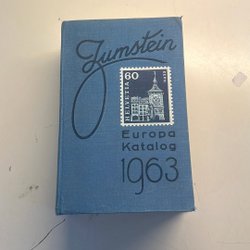 Zumstein
60
HELVETIA
Europa
Katalog
1963